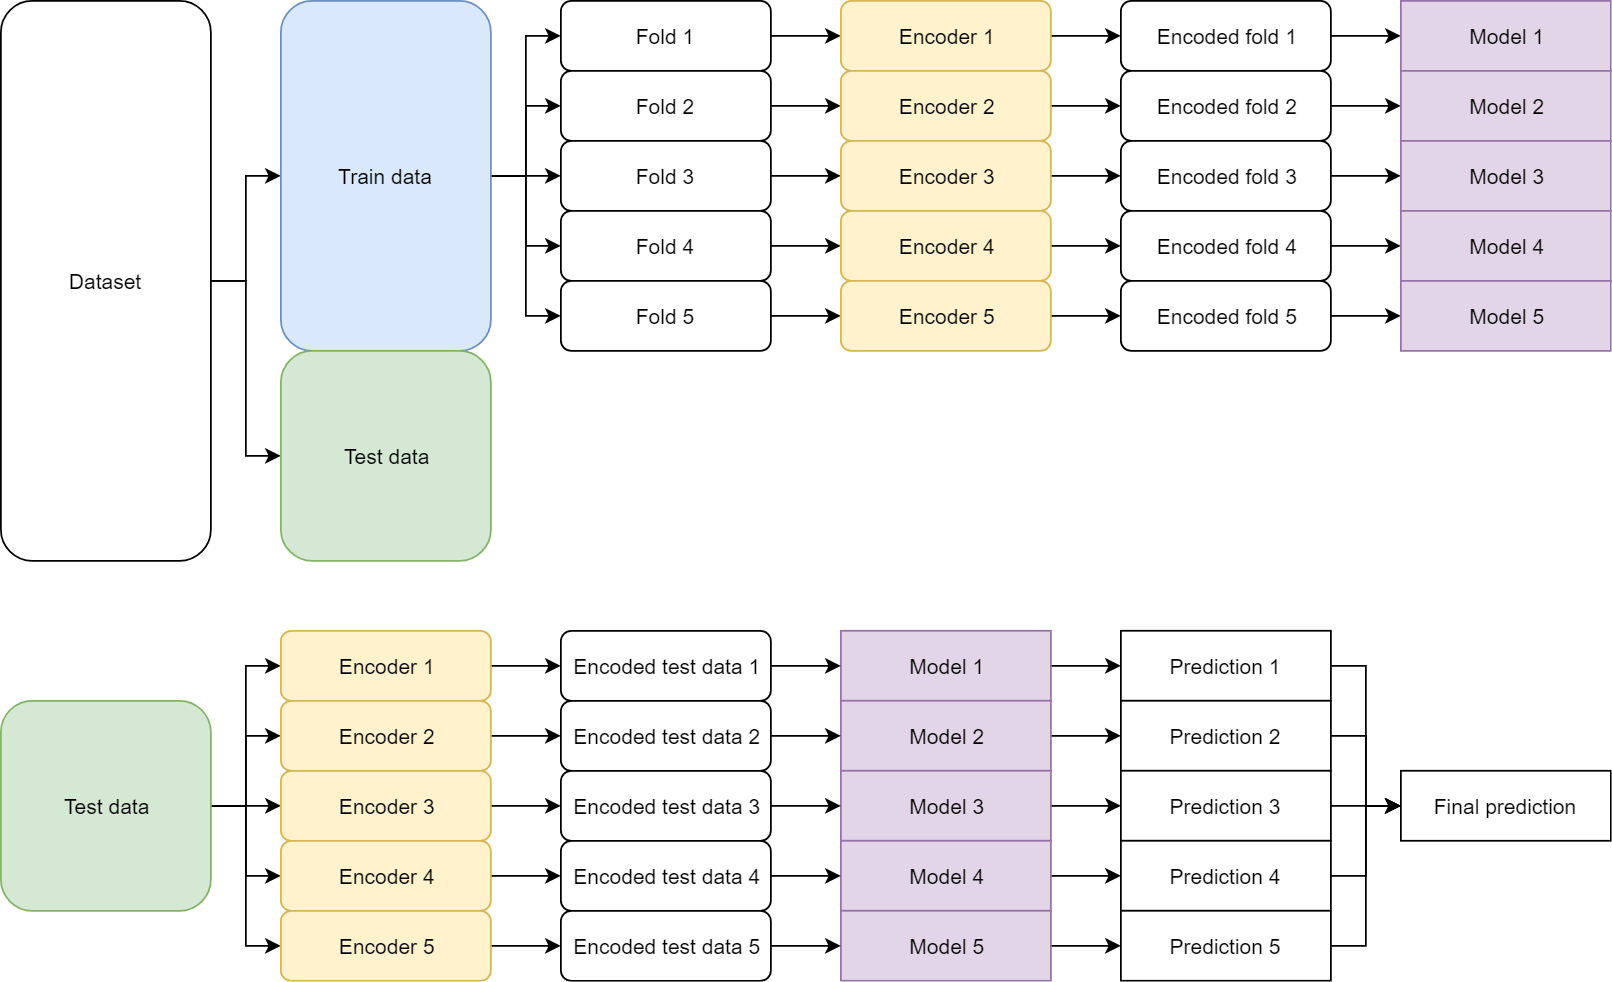 Dataset
Train data
Test data
Fold 1
Encoder 1
Encoded fold 1
Model 1
Fold 2
Encoder 2
Encoded fold 2
Model 2
Fold 3
Encoder 3
Encoded fold 3
Model 3
Fold 4
Encoder 4
Encoded fold 4
Model 4
Fold 5
Encoder 5
Encoded fold 5
Model 5
Test data
Encoder 1
Encoded test data 1
Model 1
Prediction 1
Encoder 2
Encoded test data 2
Model 2
Prediction 2
Encoder 3
Encoded test data 3
Model 3
Prediction 3
Encoder 4
Encoded test data 4
Model 4
Prediction 4
Encoder 5
Encoded test data 5
Model 5
Prediction 5
Final prediction